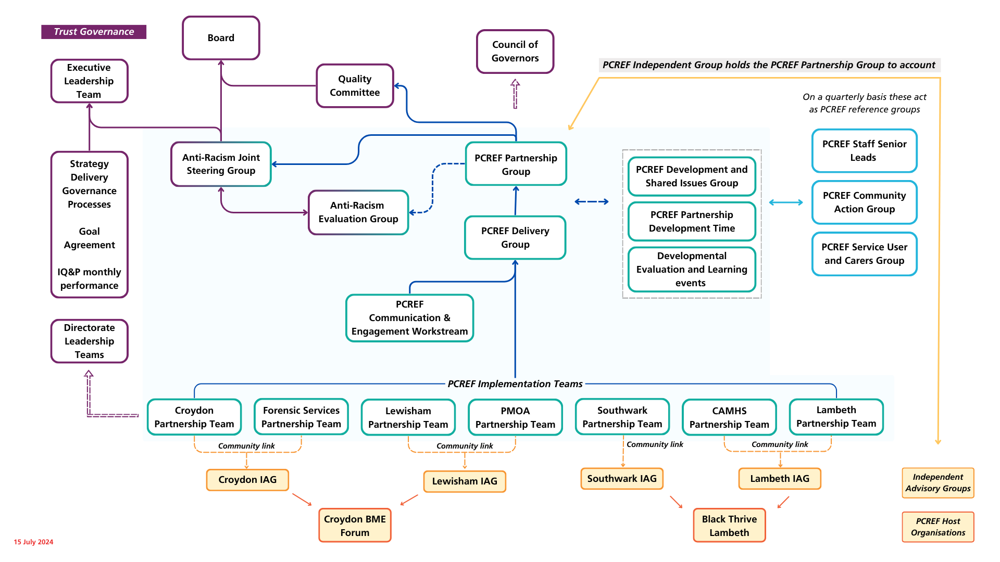 Trust Governance
Board
Council of
Governors
Executive
Leadership
Team
Quality
Committee
PCREF Independent Group holds the PCREF Partnership Group to account
On a quarterly basis these act
as PCREF reference groups
Strategy
Delivery
Governance
Processes
Goal
Agreement
IQ&P monthly
performance
Anti-Racism Joint
Steering Group
PCREF Partnership
Group
Anti-Racism
Evaluation Group
PCREF Delivery
Group
PCREF Development and
Shared Issues Group
PCREF Partnership
Development Time
Developmental
Evaluation and Learning
events
PCREF Staff Senior
Leads
PCREF Community
Action Group
PCREF Service User
and Carers Group
PCREF
Communication &
Engagement Workstream
Directorate
Leadership
Teams
PCREF Implementation Teams
Croydon
Partnership Team
Forensic Services
Partnership Team
Lewisham
Partnership Team
PMOA
Partnership Team
Southwark
Partnership Team
CAMHS
Partnership Team
Lambeth
Partnership Team
Community link
Community link
Community link
Community link
Croydon IAG
Lewisham IAG
Southwark IAG
Lambeth IAG
Independent
Advisory Groups
Croydon BME
Forum
Black Thrive
Lambeth
PCREF Host
Organisations
15 July 2024